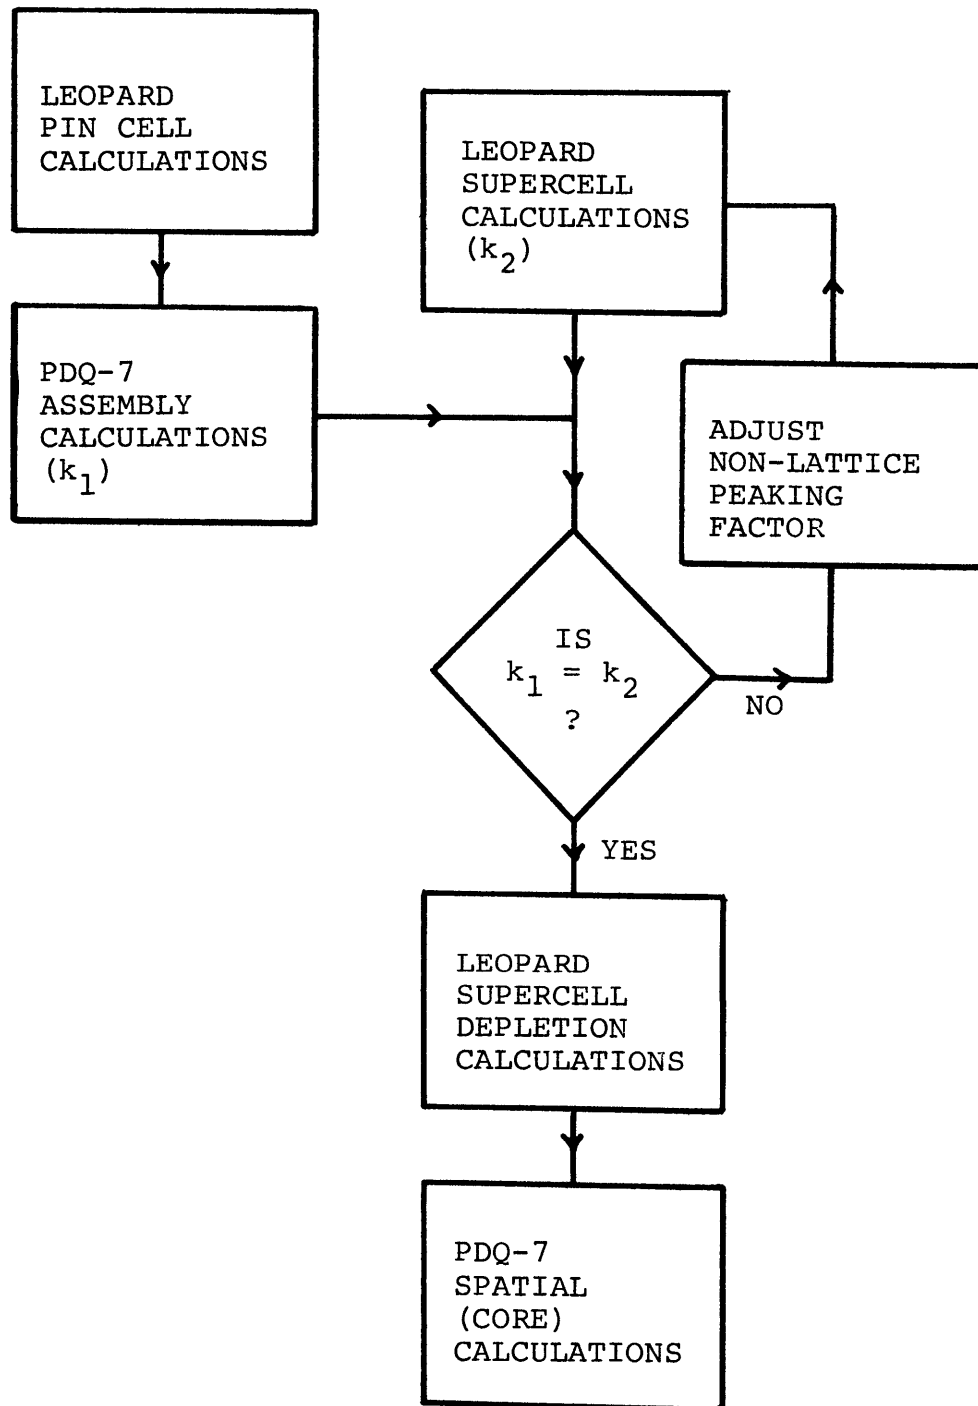 LEOPARD
PIN CELL
CALCULATIONS
LEOPARD
SUPERCELL
CALCULATIONS
(k₂)
PDQ-7
ASSEMBLY
CALCULATIONS
(k₁)
ADJUST
NON-LATTICE
PEAKING
FACTOR
IS
k₁ = k₂
?
NO
YES
LEOPARD
SUPERCELL
DEPLETION
CALCULATIONS
PDQ-7
SPATIAL
(CORE)
CALCULATIONS